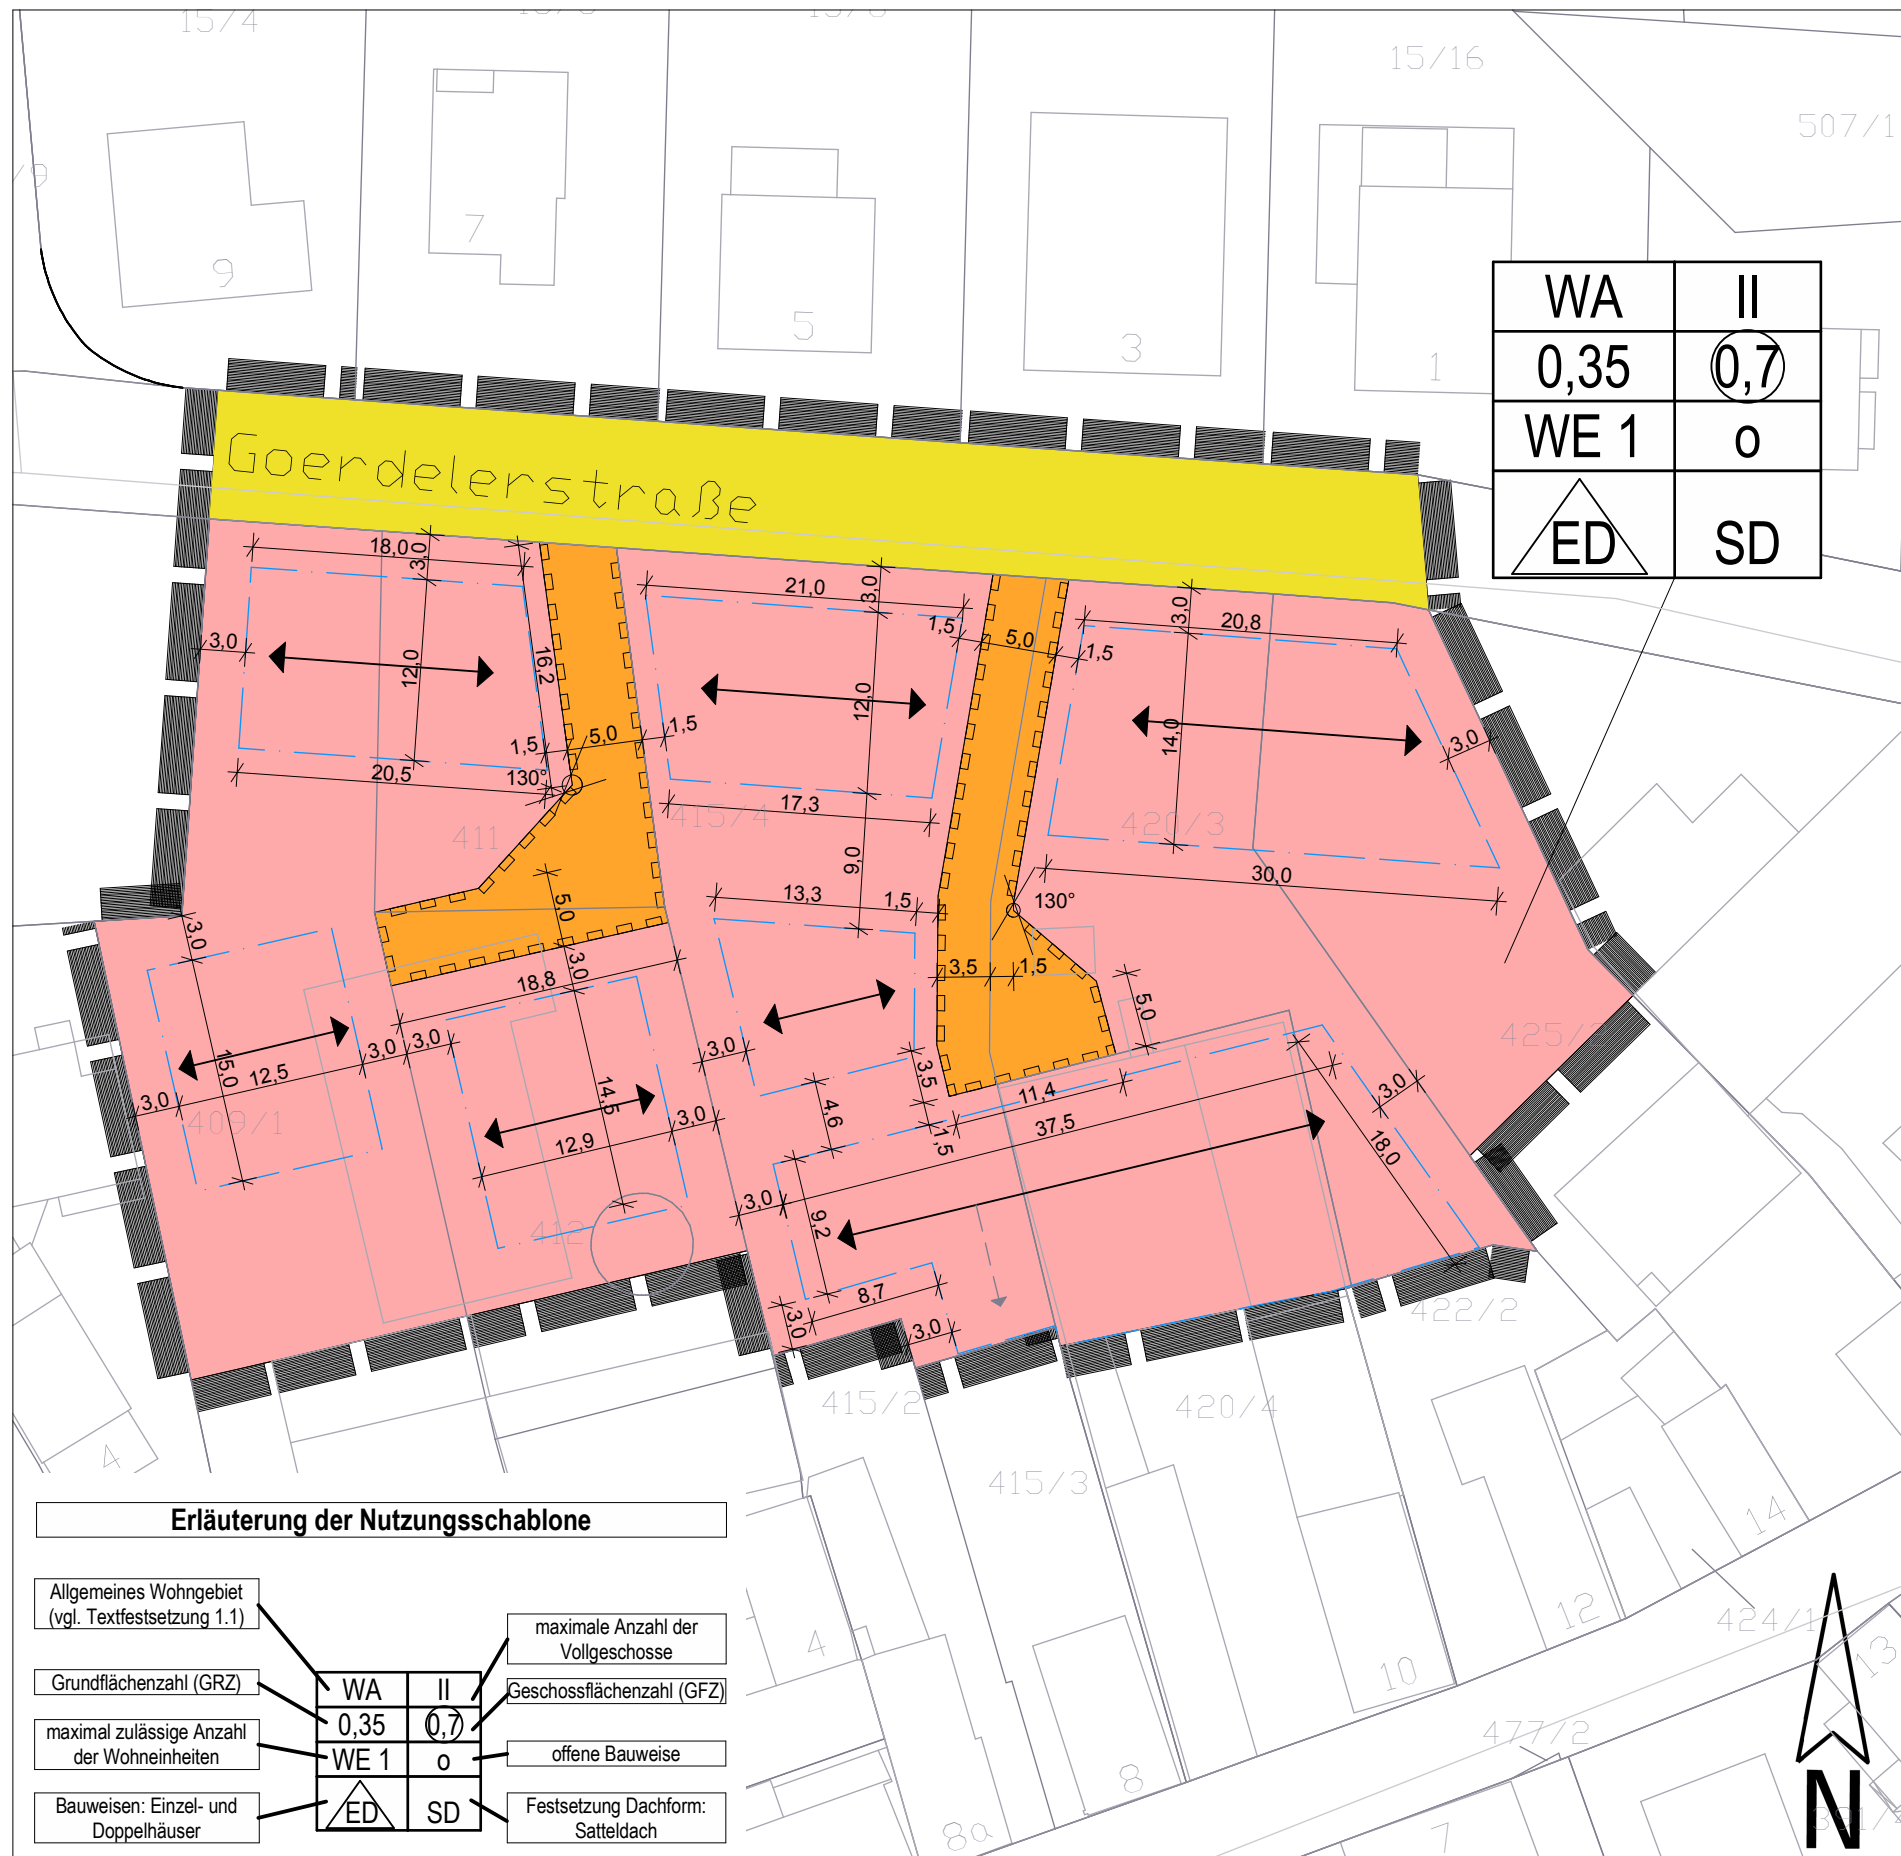 15/4
15/16
507/1
7
9
5
3
1
WA
II
0,35
0,7
WE 1
o
ED
SD
Goerdelerstraße
18,0
3,0
3,0
12,0
16,2
1,5
5,0
1,5
20,5
130°
21,0
3,0
1,5
5,0
1,5
12,0
17,3
9,0
3,0
20,8
14,0
3,0
30,0
411
415/4
420/3
13,3
1,5
130°
3,5
1,5
5,0
5,0
3,0
18,8
3,0
15,0
12,5
3,0
3,0
3,0
14,5
12,9
3,0
3,0
3,5
4,6
1,5
11,4
37,5
3,0
18,0
3,0
9,2
8,7
3,0
3,0
409/1
412
422/2
415/2
420/4
415/3
4
4
8a
8
10
12
14
424/1
13
477/2
7
N
Erläuterung der Nutzungsschablone
Allgemeines Wohngebiet
(vgl. Textfestsetzung 1.1)
Grundflächenzahl (GRZ)
maximal zulässige Anzahl
der Wohneinheiten
Bauweisen: Einzel- und
Doppelhäuser
WA
II
0,35
0,7
WE 1
o
ED
SD
maximale Anzahl der
Vollgeschosse
Geschossflächenzahl (GFZ)
offene Bauweise
Festsetzung Dachform:
Satteldach